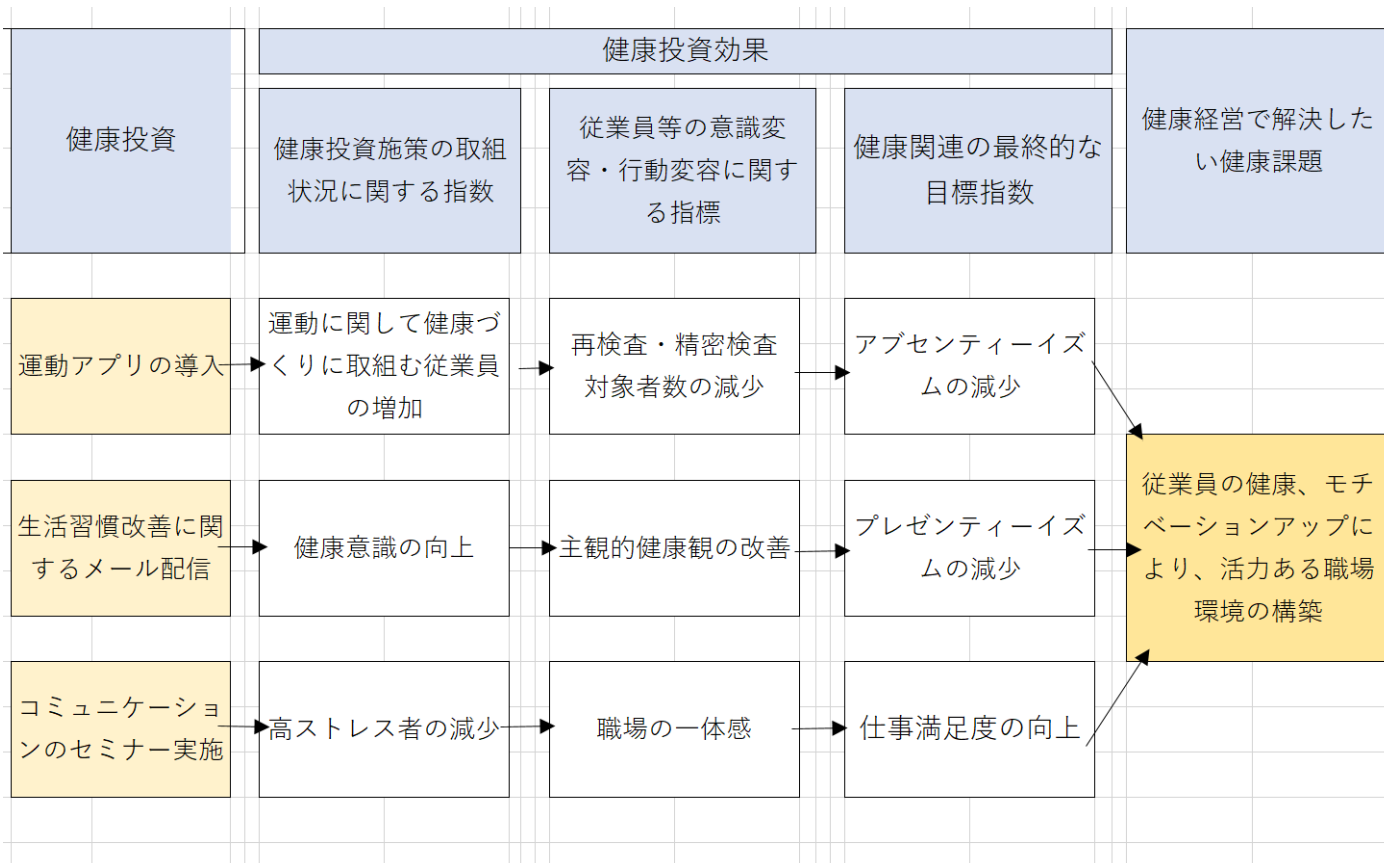 健康投資効果
健康投資
健康投資施策の取組
状況に関する指数
従業員等の意識変
容・行動変容に関す
る指標
健康関連の最終的な
目標指数
健康経営で解決した
い健康課題
運動アプリの導入
運動に関して健康づ
くりに取組む従業員
の増加
再検査・精密検査
対象者数の減少
アブセンティーイズ
ムの減少
生活習慣改善に関
するメール配信
健康意識の向上
主観的健康観の改善
プレゼンティーイズ
ムの減少
従業員の健康、モチ
ベーションアップに
より、活力ある職場
環境の構築
コミュニケーショ
ンのセミナー実施
高ストレス者の減少
職場の一体感
仕事満足度の向上